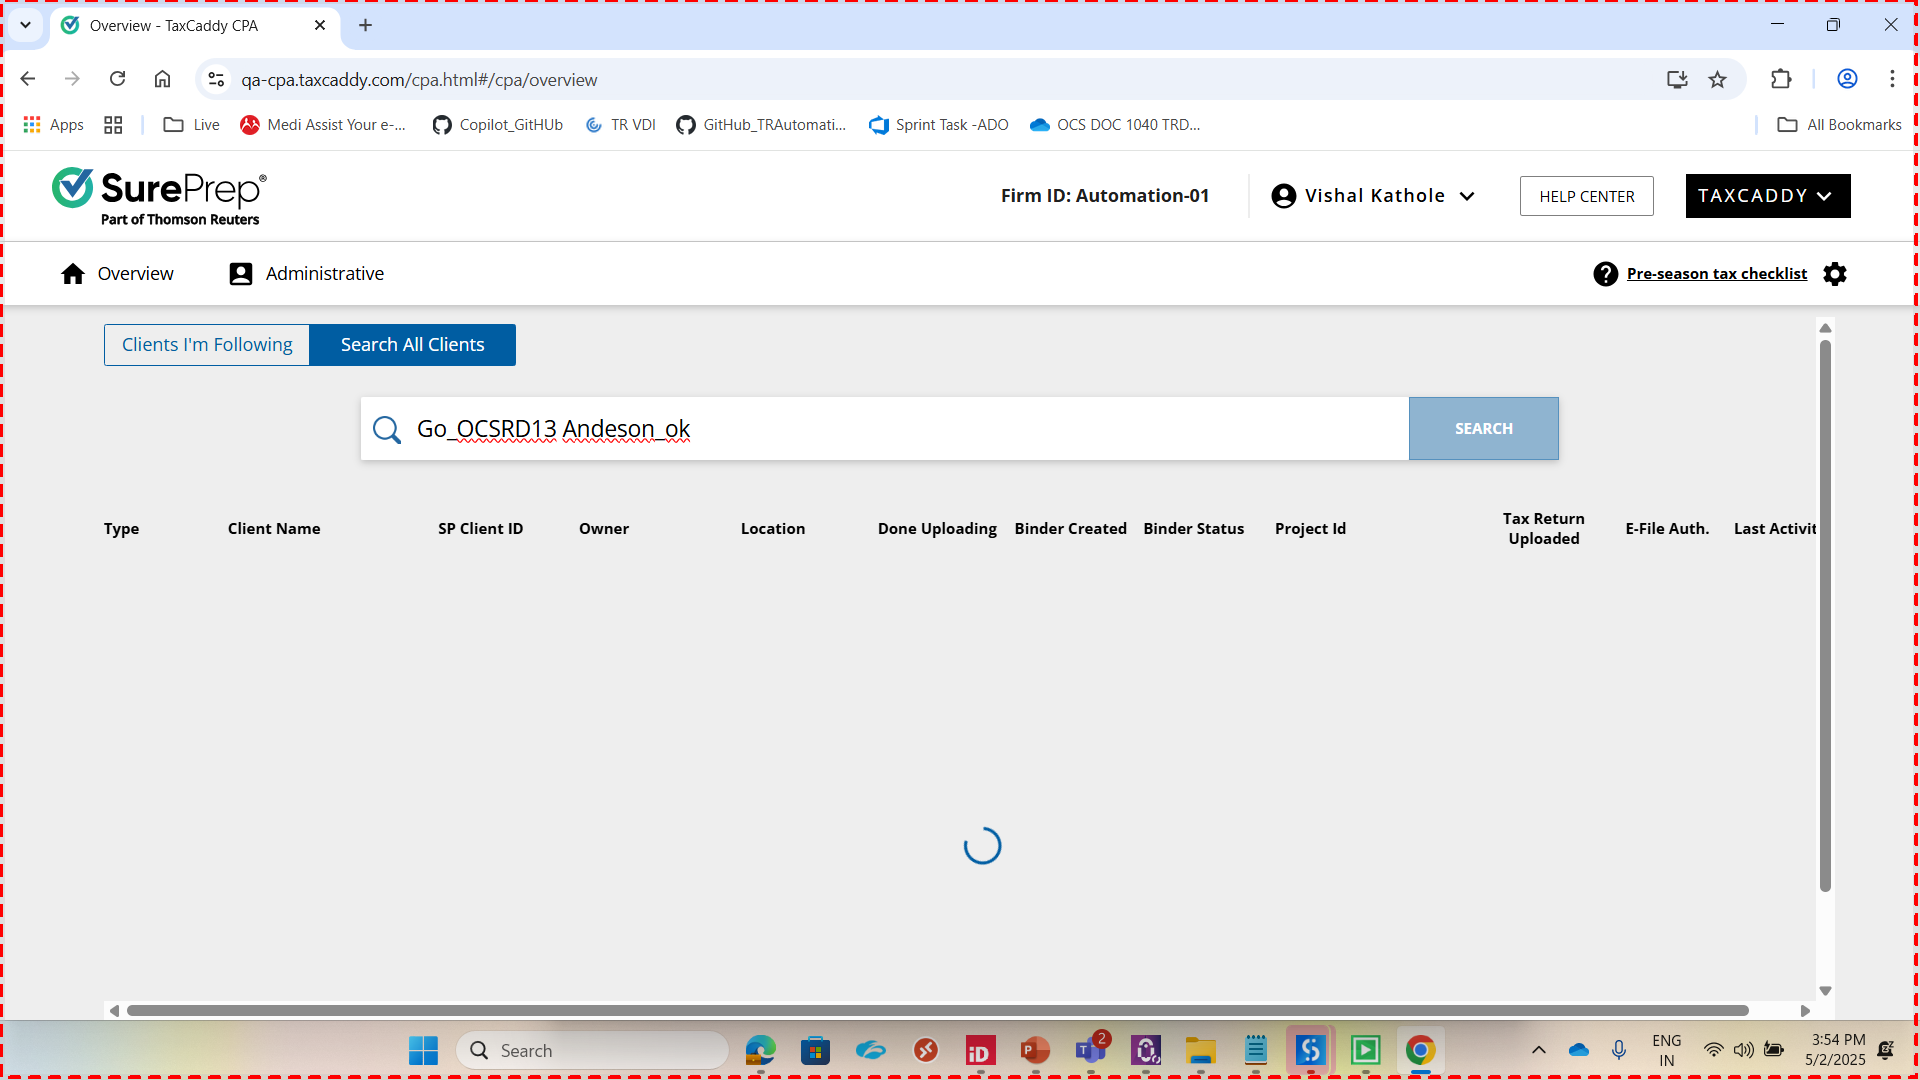 Overview - TaxCaddy CPA
qa-cpa.taxcaddy.com/cpa.html#/cpa/overview
Apps
Live
Medi Assist Your e-...
Copilot_GitHUb
TR VDI
GitHub_TRAutomati...
Sprint Task -ADO
OCS DOC 1040 TRD...
All Bookmarks
SurePrep®
Part of Thomson Reuters
Firm ID: Automation-01
Vishal Kathole
HELP CENTER
TAXCADDY
Overview
Administrative
Pre-season tax checklist
Clients I'm Following
Search All Clients
Go_OCSRD13 Andeson_ok
SEARCH
Type
Client Name
SP Client ID
Owner
Location
Done Uploading
Binder Created
Binder Status
Project Id
Tax Return
Uploaded
E-File Auth.
Last Activit
Search
iD
P
T
2
ENG
IN
3:54 PM
5/2/2025